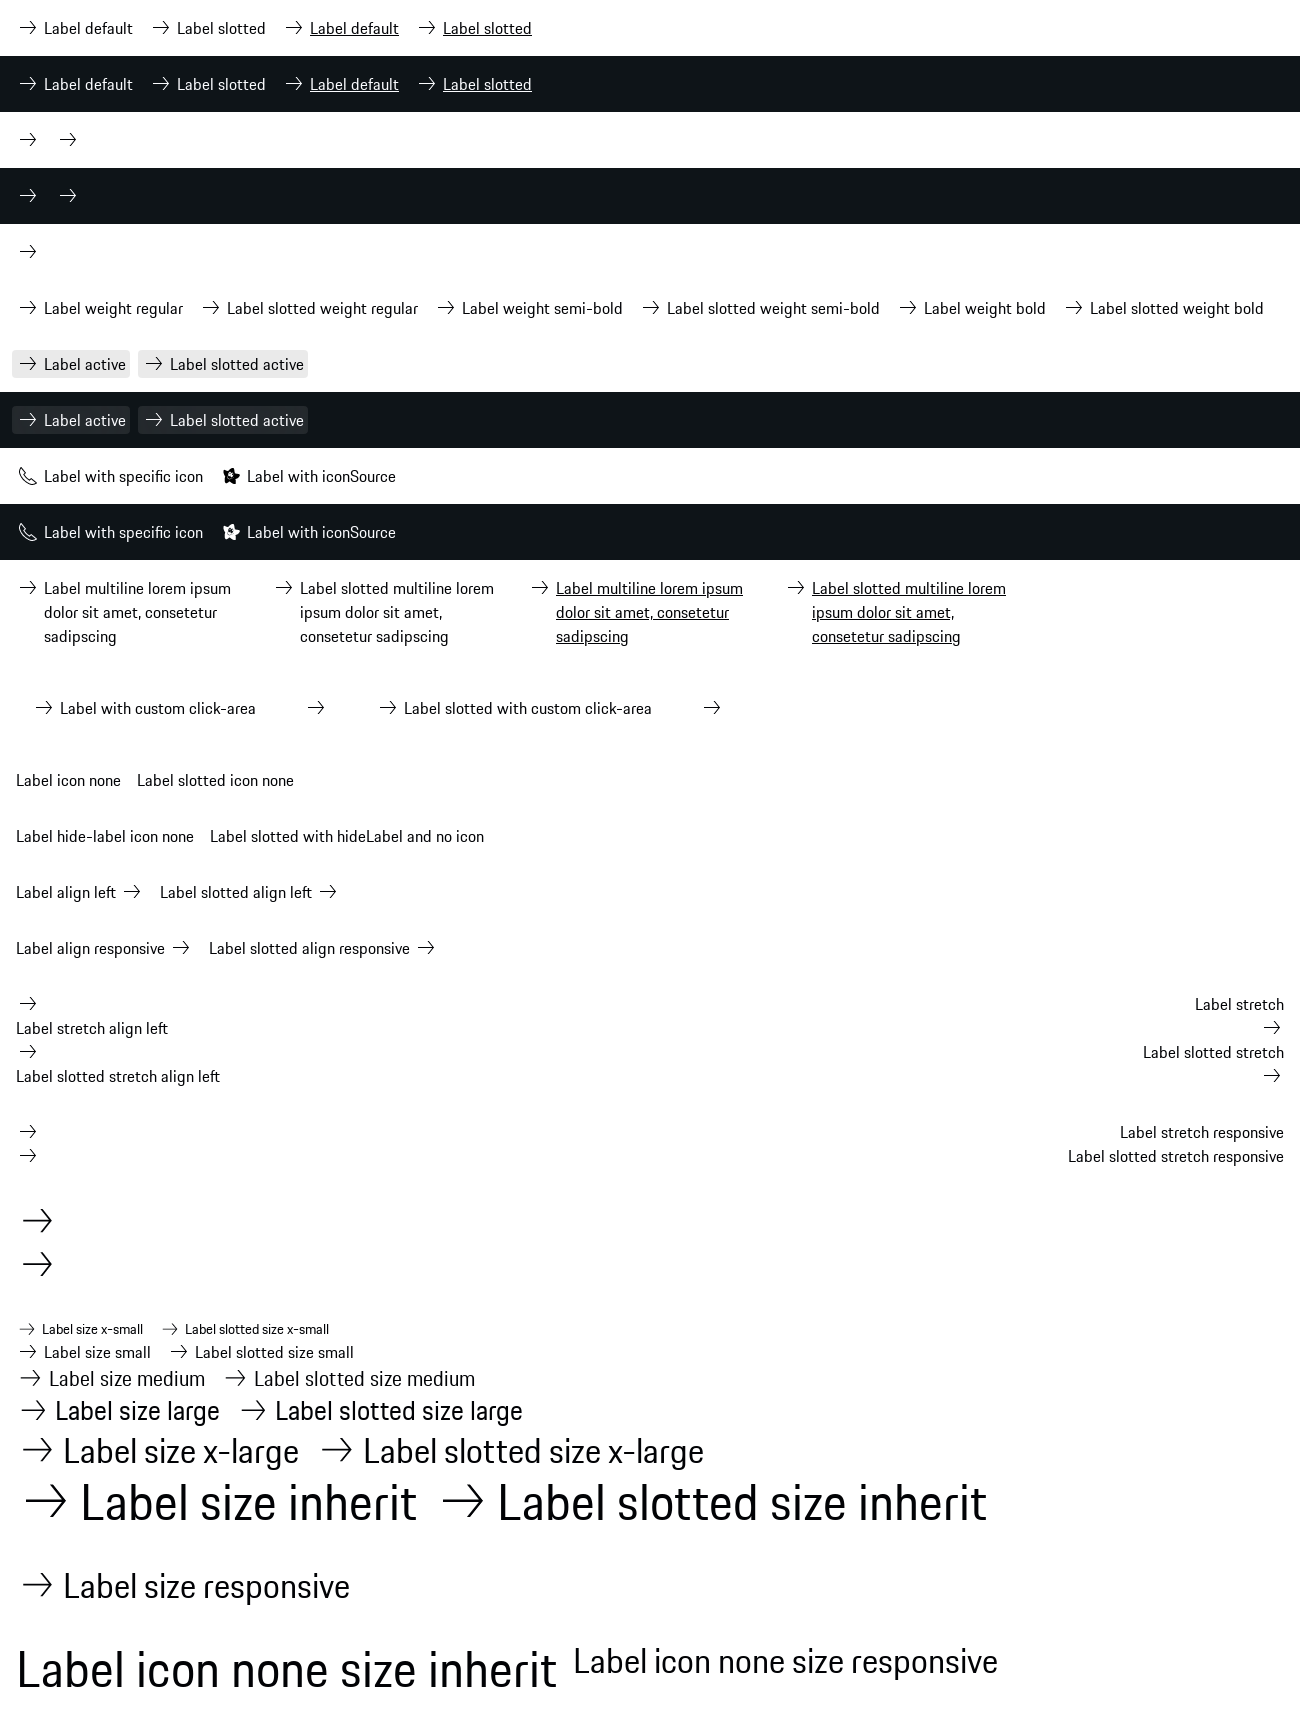 Label default Label slotted Label default Label slotted
Label default Label slotted Label default Label slotted
Label weight regular Label slotted weight regular Label weight semi-bold Label slotted weight semi-bold Label weight bold Label slotted weight bold
Label active Label slotted active
Label active Label slotted active
Label with specific icon Label with iconSource
Label with specific icon Label with iconSource
Label multiline lorem ipsum
dolor sit amet, consetetur
sadipscing
Label slotted multiline lorem
ipsum dolor sit amet,
consetetur sadipscing
Label multiline lorem ipsum
dolor sit amet, consetetur
sadipscing
Label slotted multiline lorem
ipsum dolor sit amet,
consetetur sadipscing
Label with custom click-area Label slotted with custom click-area
Label icon none Label slotted icon none
Label hide-label icon none Label slotted with hideLabel and no icon
Label align left Label slotted align left
Label align responsive Label slotted align responsive
Label stretch
Label stretch align left
Label slotted stretch
Label slotted stretch align left
Label stretch responsive
Label slotted stretch responsive
Label size x-small Label slotted size x-small
Label size small Label slotted size small
Label size medium Label slotted size medium
Label size large Label slotted size large
Label size x-large Label slotted size x-large
Label size inherit Label slotted size inherit
Label size responsive
Label icon none size inherit Label icon none size responsive